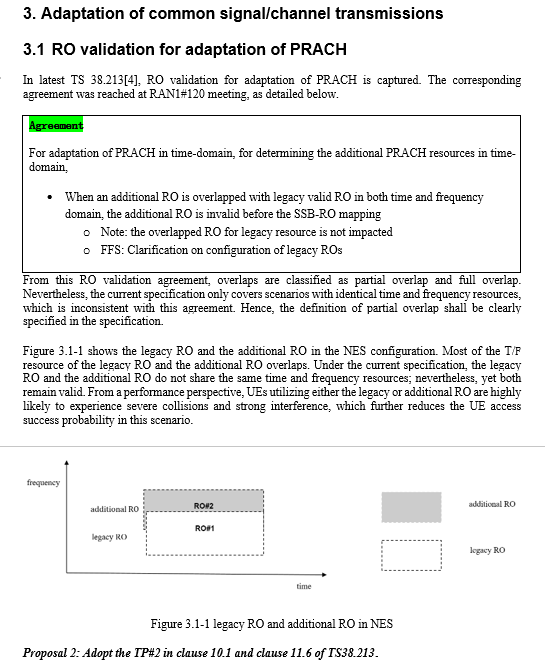 3. Adaptation of common signal/channel transmissions
3.1 RO validation for adaptation of PRACH
In latest TS 38.213[4], RO validation for adaptation of PRACH is captured. The corresponding
agreement was reached at RAN1#120 meeting, as detailed below.
Agreement
For adaptation of PRACH in time-domain, for determining the additional PRACH resources in time-
domain,
• When an additional RO is overlapped with legacy valid RO in both time and frequency
domain, the additional RO is invalid before the SSB-RO mapping
o Note: the overlapped RO for legacy resource is not impacted
o FFS: Clarification on configuration of legacy ROs
From this RO validation agreement, overlaps are classified as partial overlap and full overlap.
Nevertheless, the current specification only covers scenarios with identical time and frequency resources,
which is inconsistent with this agreement. Hence, the definition of partial overlap shall be clearly
specified in the specification.
Figure 3.1-1 shows the legacy RO and the additional RO in the NES configuration. Most of the T/F
resource of the legacy RO and the additional RO overlaps. Under the current specification, the legacy
RO and the additional RO do not share the same time and frequency resources; nevertheless, yet both
remain valid. From a performance perspective, UEs utilizing either the legacy or additional RO are highly
likely to experience severe collisions and strong interference, which further reduces the UE access
success probability in this scenario.
frequency
additional RO
RO#2
additional RO
RO#1
legacy RO
legacy RO
time
Figure 3.1-1 legacy RO and additional RO in NES
Proposal 2: Adopt the TP#2 in clause 10.1 and clause 11.6 of TS38.213.